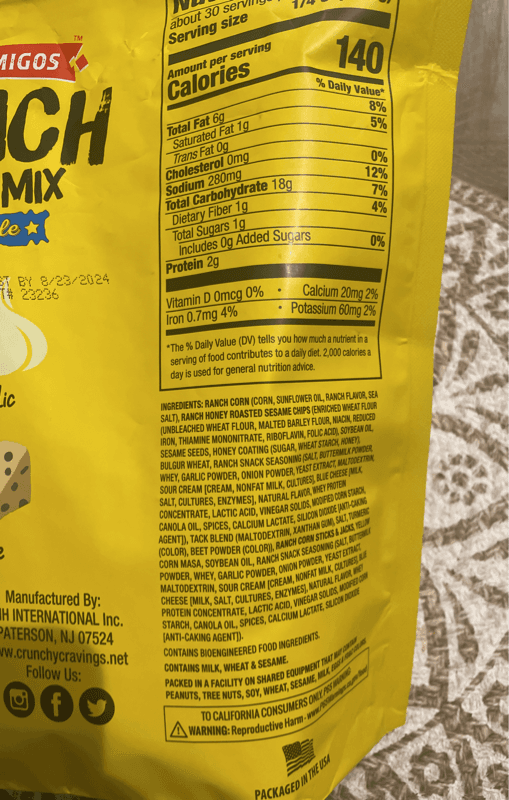 MIGOS
TM
ICH
MIX
le
ST BY 8/23/2024
T# 23236
Lic
e
Manufactured By:
IH INTERNATIONAL Inc.
PATERSON, NJ 07524
ww.crunchycravings.net
Follow Us:
about 30 servings
Serving size 1/4
Amount per serving
Calories 140
% Daily Value*
Total Fat 6g 8%
Saturated Fat 1g 5%
Trans Fat 0g
Cholesterol 0mg 0%
Sodium 280mg 12%
Total Carbohydrate 18g 7%
Dietary Fiber 1g 4%
Total Sugars 1g
Includes 0g Added Sugars 0%
Protein 2g
Vitamin D 0mcg 0% • Calcium 20mg 2%
Iron 0.7mg 4% • Potassium 60mg 2%
*The % Daily Value (DV) tells you how much a nutrient in a
serving of food contributes to a daily diet. 2,000 calories a
day is used for general nutrition advice.
INGREDIENTS: RANCH CORN (CORN, SUNFLOWER OIL, RANCH FLAVOR, SEA
SALT), RANCH HONEY ROASTED SESAME CHIPS (ENRICHED WHEAT FLOUR
(UNBLEACHED WHEAT FLOUR, MALTED BARLEY FLOUR, NIACIN, REDUCED
IRON, THIAMINE MONONITRATE, RIBOFLAVIN, FOLIC ACID), SOYBEAN OIL,
SESAME SEEDS, HONEY COATING (SUGAR, WHEAT STARCH, HONEY),
BULGUR WHEAT, RANCH SNACK SEASONING (SALT, BUTTERMILK POWDER,
WHEY, GARLIC POWDER, ONION POWDER, YEAST EXTRACT, MALTODEXTRIN,
SOUR CREAM [CREAM, NONFAT MILK, CULTURES], BLUE CHEESE [MILK,
SALT, CULTURES, ENZYMES], NATURAL FLAVOR, WHEY PROTEIN
CONCENTRATE, LACTIC ACID, VINEGAR SOLIDS, MODIFIED CORN STARCH,
CANOLA OIL, SPICES, CALCIUM LACTATE, SILICON DIOXIDE [ANTI-CAKING
AGENT]), TACK BLEND (MALTODEXTRIN, XANTHAN GUM), SALT, TURMERIC
(COLOR), BEET POWDER (COLOR)), RANCH CORN STICKS & JACKS, YELLOW
CORN MASA, SOYBEAN OIL, RANCH SNACK SEASONING (SALT, BUTTERMILK
POWDER, WHEY, GARLIC POWDER, ONION POWDER, YEAST EXTRACT,
MALTODEXTRIN, SOUR CREAM [CREAM, NONFAT MILK, CULTURES], BLUE
CHEESE [MILK, SALT, CULTURES, ENZYMES], NATURAL FLAVOR, WHEY
PROTEIN CONCENTRATE, LACTIC ACID, VINEGAR SOLIDS, MODIFIED CORN
STARCH, CANOLA OIL, SPICES, CALCIUM LACTATE, SILICON DIOXIDE
[ANTI-CAKING AGENT]).
CONTAINS BIOENGINEERED FOOD INGREDIENTS.
CONTAINS MILK, WHEAT & SESAME.
PACKED IN A FACILITY ON SHARED EQUIPMENT THAT MAY CONTAIN
PEANUTS, TREE NUTS, SOY, WHEAT, SESAME, MILK,
TO CALIFORNIA CONSUMERS ONLY. P65 WARNING
WARNING: Reproductive Harm - www.P65Warnings.ca.gov/food
PACKAGED IN THE USA